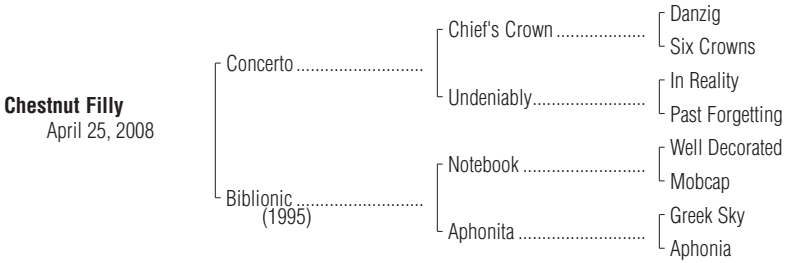 Danzig
Chief's Crown ....................
Six Crowns
Concerto ............................
In Reality
Undeniably.........................
Past Forgetting
Chestnut Filly
April 25, 2008
Well Decorated
Notebook ...........................
Mobcap
Biblionic ............................
(1995)
Greek Sky
Aphonita ............................
Aphonia